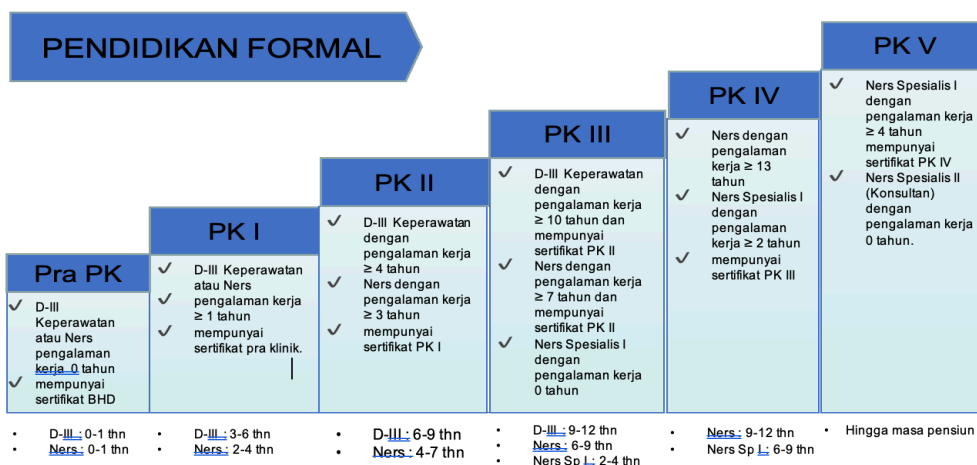 PENDIDIKAN FORMAL
Pra PK
D-III
Keperawatan
atau Ners
pengalaman
kerja 0 tahun
mempunyai
sertifikat BHD
D-III : 0-1 thn
Ners : 0-1 thn
PK I
D-III Keperawatan
atau Ners
pengalaman kerja
≥ 1 tahun
mempunyai
sertifikat pra klinik.
D-III : 3-6 thn
Ners : 2-4 thn
PK II
D-III Keperawatan
dengan
pengalaman kerja
≥ 4 tahun
Ners dengan
pengalaman kerja
≥ 3 tahun
mempunyai
sertifikat PK I
D-III : 6-9 thn
Ners : 4-7 thn
PK III
D-III Keperawatan
dengan
pengalaman kerja
≥ 10 tahun dan
mempunyai
sertifikat PK II
Ners dengan
pengalaman kerja
≥ 7 tahun dan
mempunyai
sertifikat PK II
Ners Spesialis I
dengan
pengalaman kerja
0 tahun
D-III : 9-12 thn
Ners : 6-9 thn
Ners Sp I : 2-4 thn
PK IV
Ners dengan
pengalaman
kerja ≥ 13
tahun
Ners Spesialis I
dengan
pengalaman
kerja ≥ 2 tahun
mempunyai
sertifikat PK III
Ners : 9-12 thn
Ners Sp I : 6-9 thn
PK V
Ners Spesialis I
dengan
pengalaman kerja
≥ 4 tahun
mempunyai
sertifikat PK IV
Ners Spesialis II
(Konsultan)
dengan
pengalaman kerja
0 tahun.
Hingga masa pensiun